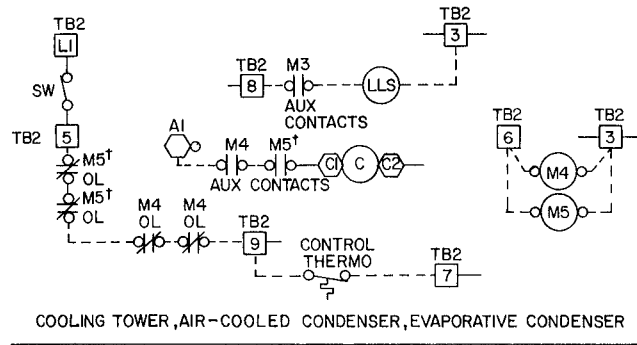 TB2
L1
SW
TB2 5
M5†
OL
M5†
OL
M4 M4
OL OL
TB2
9
CONTROL
THERMO
TB2
7
TB2
8
M3
AUX
CONTACTS
LLS
TB2
3
A1
M4 M5†
AUX CONTACTS
C1 C C2
TB2 TB2
6 3
M4
M5
COOLING TOWER, AIR-COOLED CONDENSER, EVAPORATIVE CONDENSER